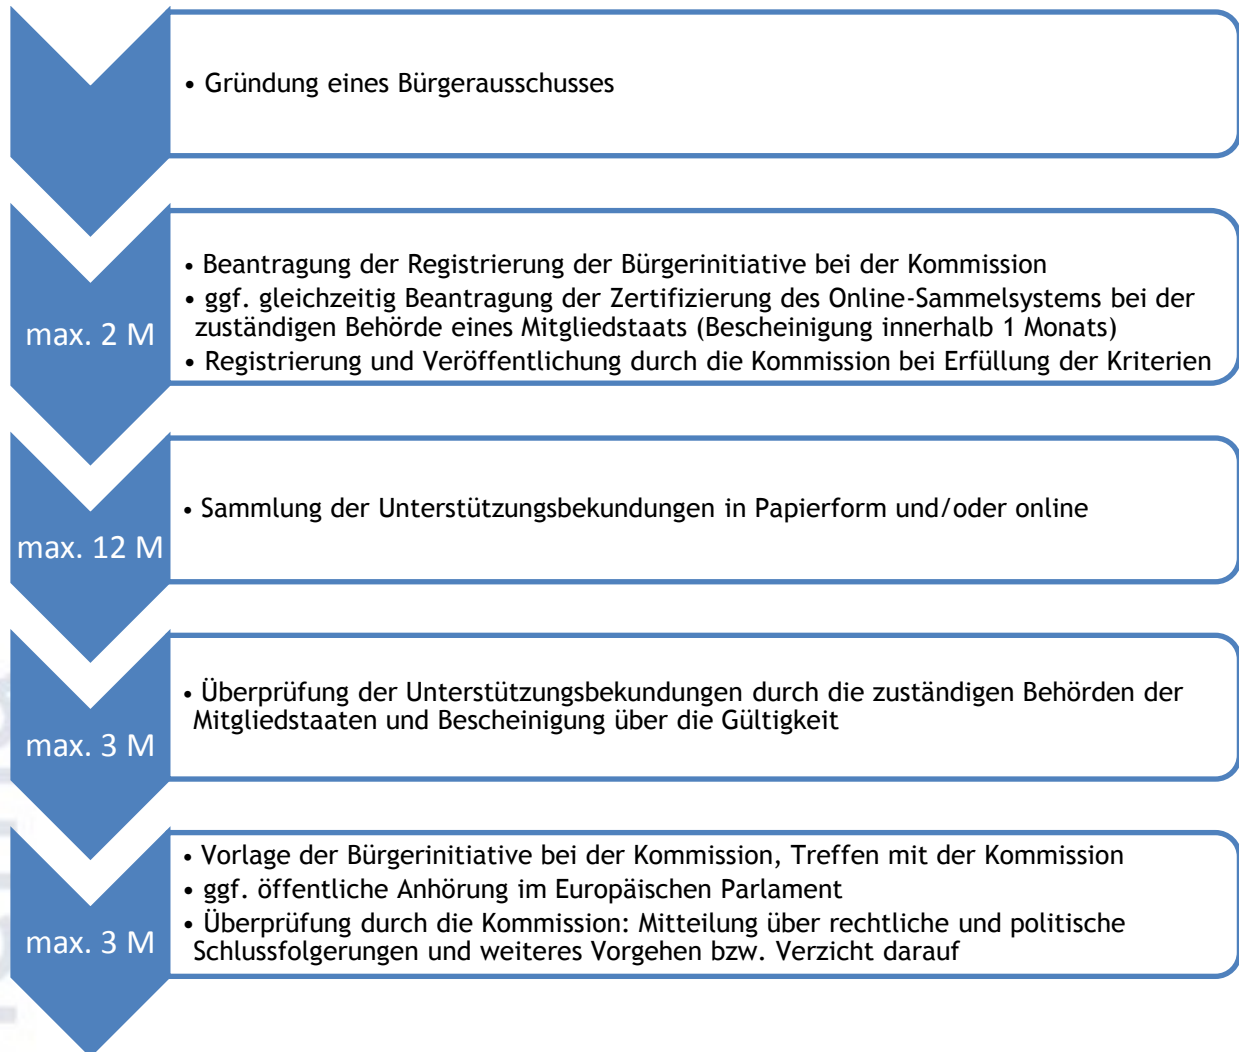 • Gründung eines Bürgerausschusses
max. 2 M
• Beantragung der Registrierung der Bürgerinitiative bei der Kommission
• ggf. gleichzeitig Beantragung der Zertifizierung des Online-Sammelsystems bei der
zuständigen Behörde eines Mitgliedstaats (Bescheinigung innerhalb 1 Monats)
• Registrierung und Veröffentlichung durch die Kommission bei Erfüllung der Kriterien
max. 12 M
• Sammlung der Unterstützungsbekundungen in Papierform und/oder online
max. 3 M
• Überprüfung der Unterstützungsbekundungen durch die zuständigen Behörden der
Mitgliedstaaten und Bescheinigung über die Gültigkeit
max. 3 M
• Vorlage der Bürgerinitiative bei der Kommission, Treffen mit der Kommission
• ggf. öffentliche Anhörung im Europäischen Parlament
• Überprüfung durch die Kommission: Mitteilung über rechtliche und politische
Schlussfolgerungen und weiteres Vorgehen bzw. Verzicht darauf